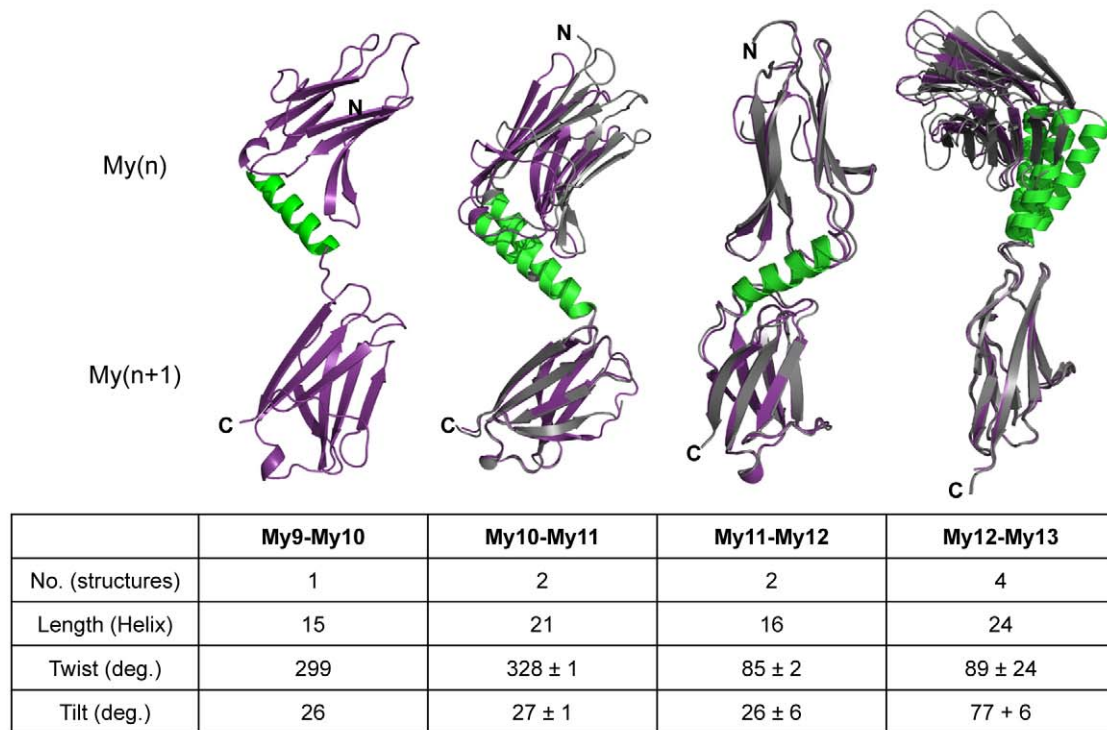 N
N
N
N
My(n)
My(n+1)
C
C
C
C
My9-My10 My10-My11 My11-My12 My12-My13
No. (structures) 1 2 2 4
Length (Helix) 15 21 16 24
Twist (deg.) 299 328 ± 1 85 ± 2 89 ± 24
Tilt (deg.) 26 27 ± 1 26 ± 6 77 + 6